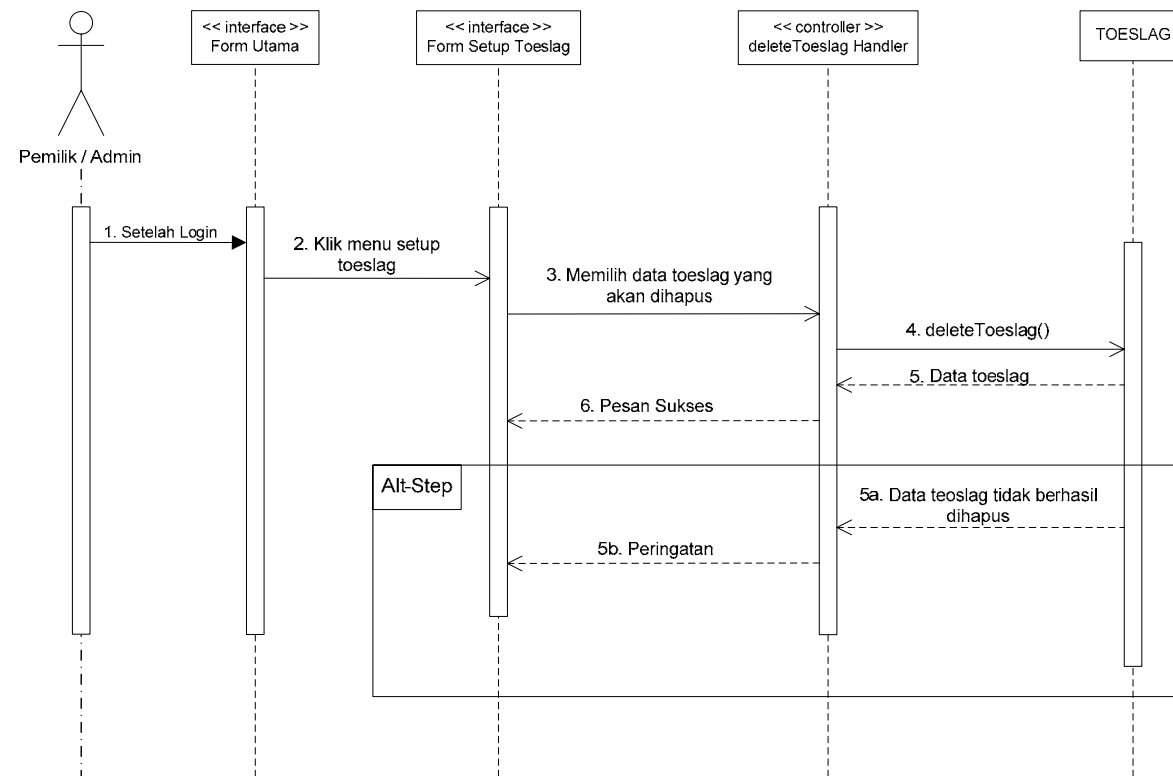 << interface >>
Form Utama
<< interface >>
Form Setup Toeslag
<< controller >>
deleteToeslag Handler
TOESLAG
Pemilik / Admin
1. Setelah Login
2. Klik menu setup
toeslag
3. Memilih data toeslag yang
akan dihapus
4. deleteToeslag()
5. Data toeslag
6. Pesan Sukses
Alt-Step
5a. Data teoslag tidak berhasil
dihapus
5b. Peringatan